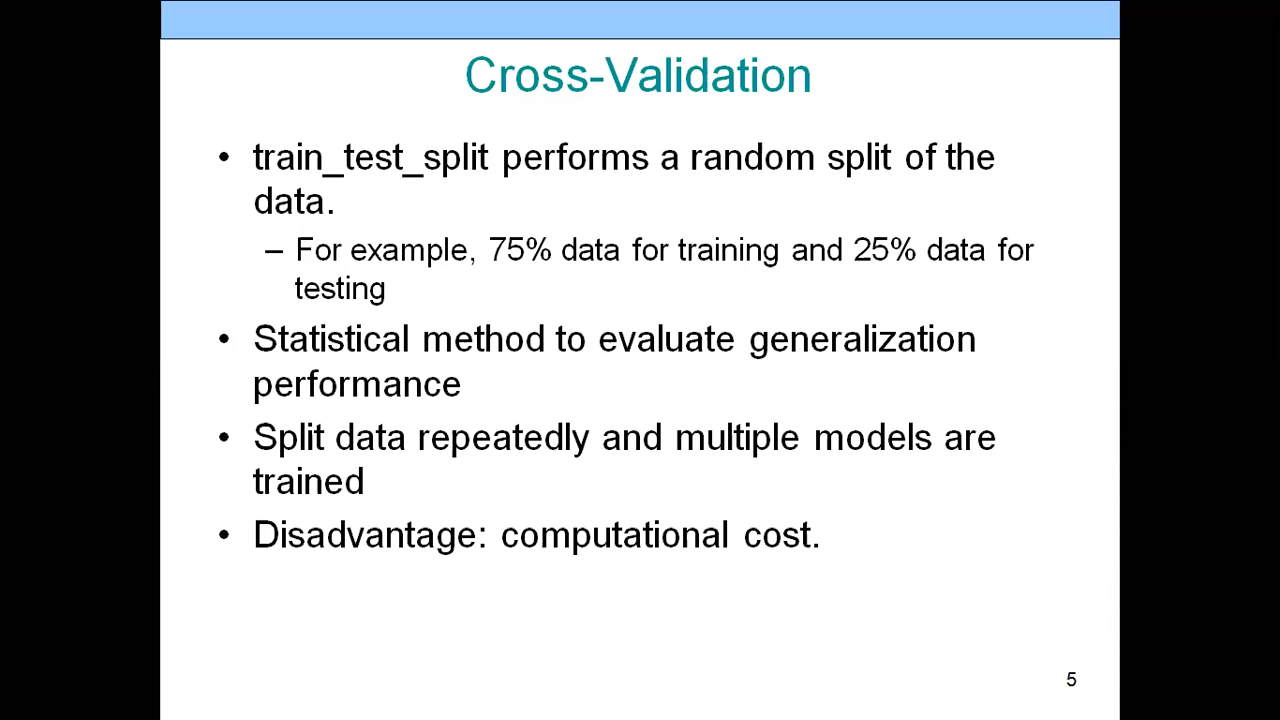 Cross-Validation
• train_test_split performs a random split of the
data.
– For example, 75% data for training and 25% data for
testing
• Statistical method to evaluate generalization
performance
• Split data repeatedly and multiple models are
trained
• Disadvantage: computational cost.
5